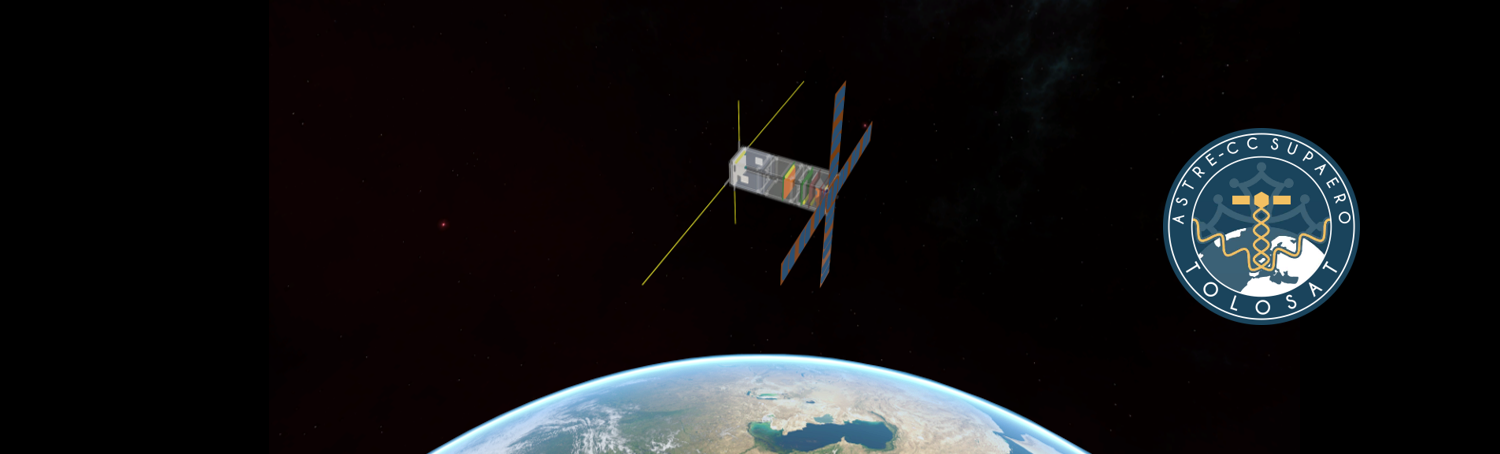 ASTRE-CC SUPAERO
TOLOSAT